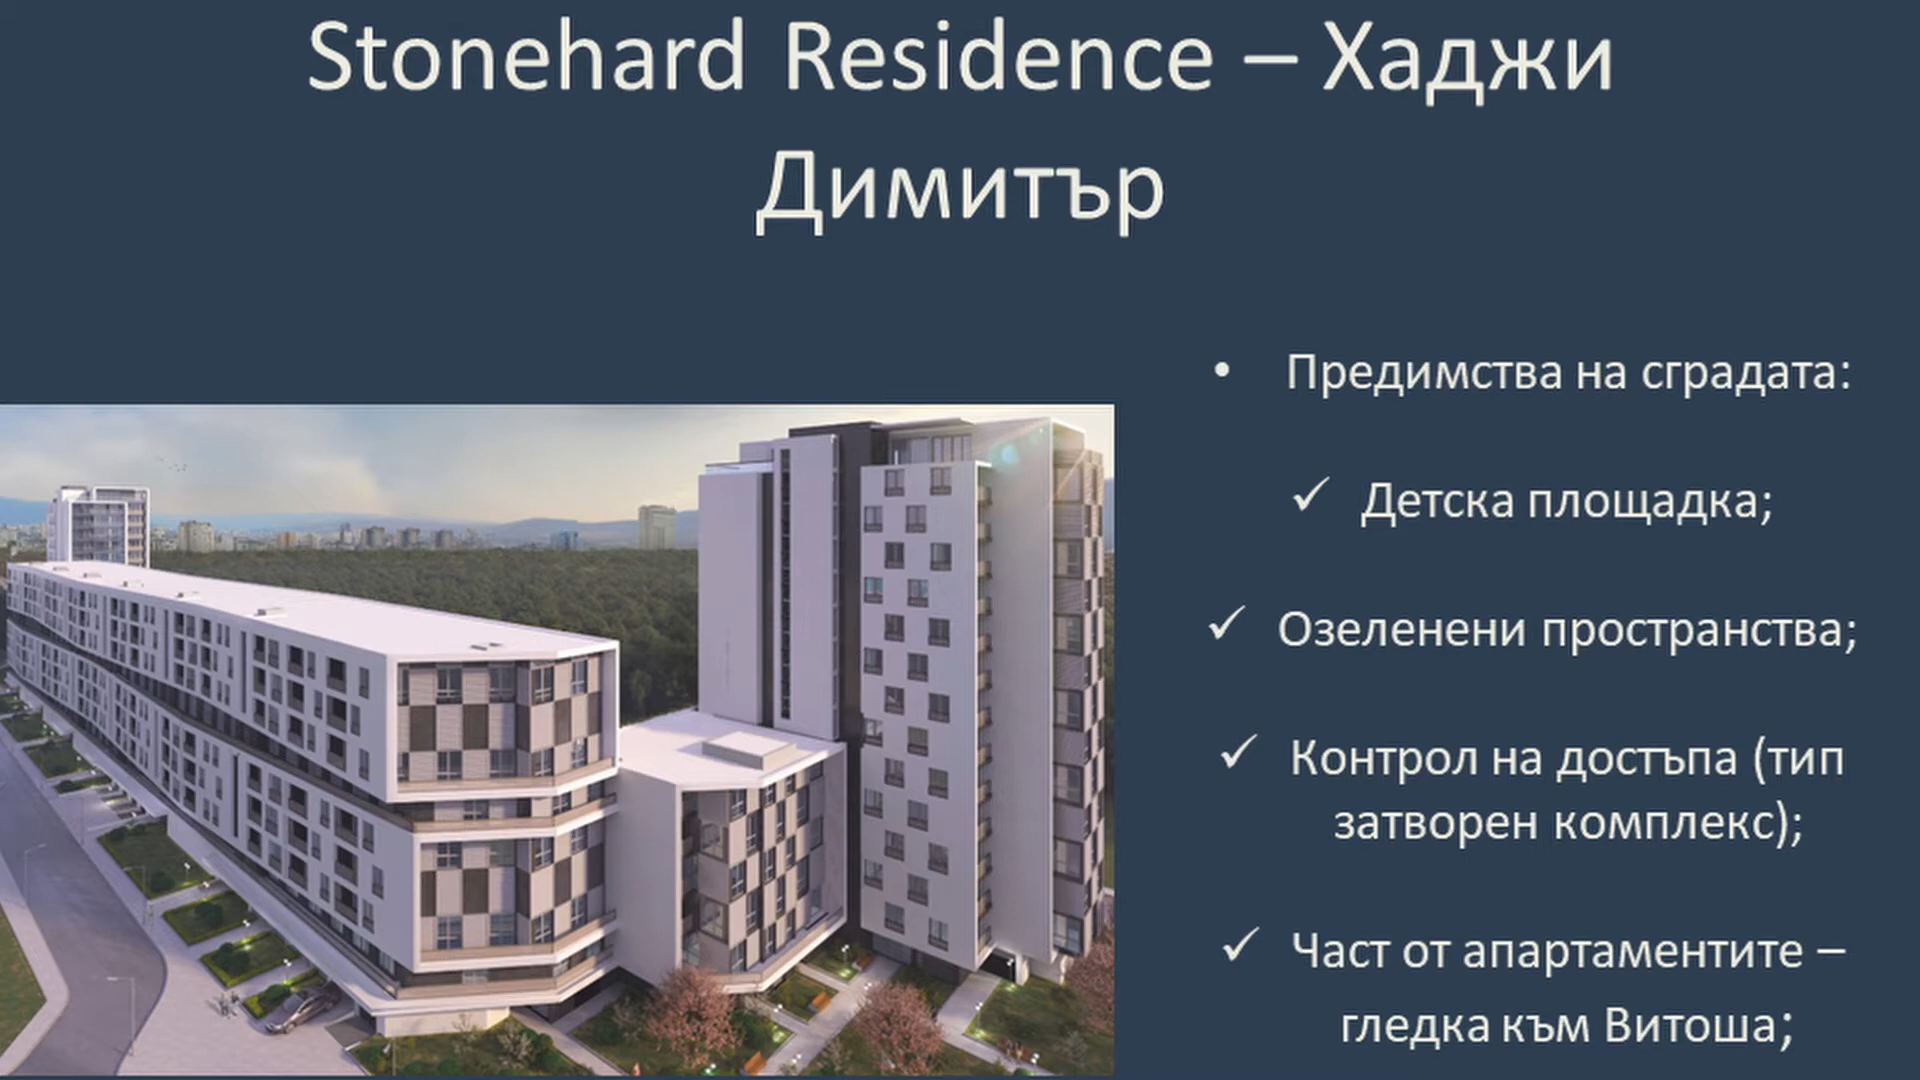 Stonehard Residence – Хаджи
Димитър
• Предимства на сградата:
✓ Детска площадка;
✓ Озеленени пространства;
✓ Контрол на достъпа (тип
затворен комплекс);
✓ Част от апартаментите –
гледка към Витоша;